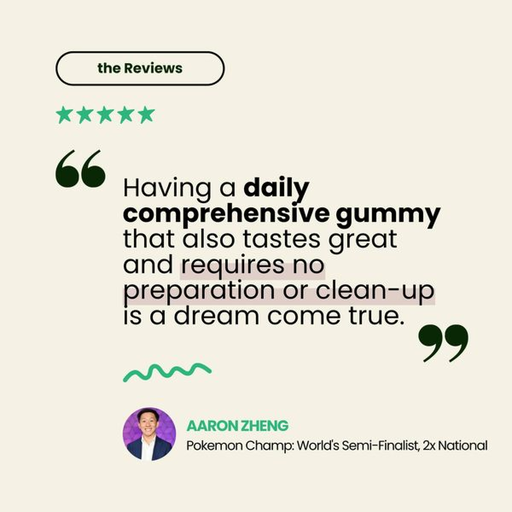 the Reviews
Having a daily
comprehensive gummy
that also tastes great
and requires no
preparation or clean-up
is a dream come true.
AARON ZHENG
Pokemon Champ: World's Semi-Finalist, 2x National